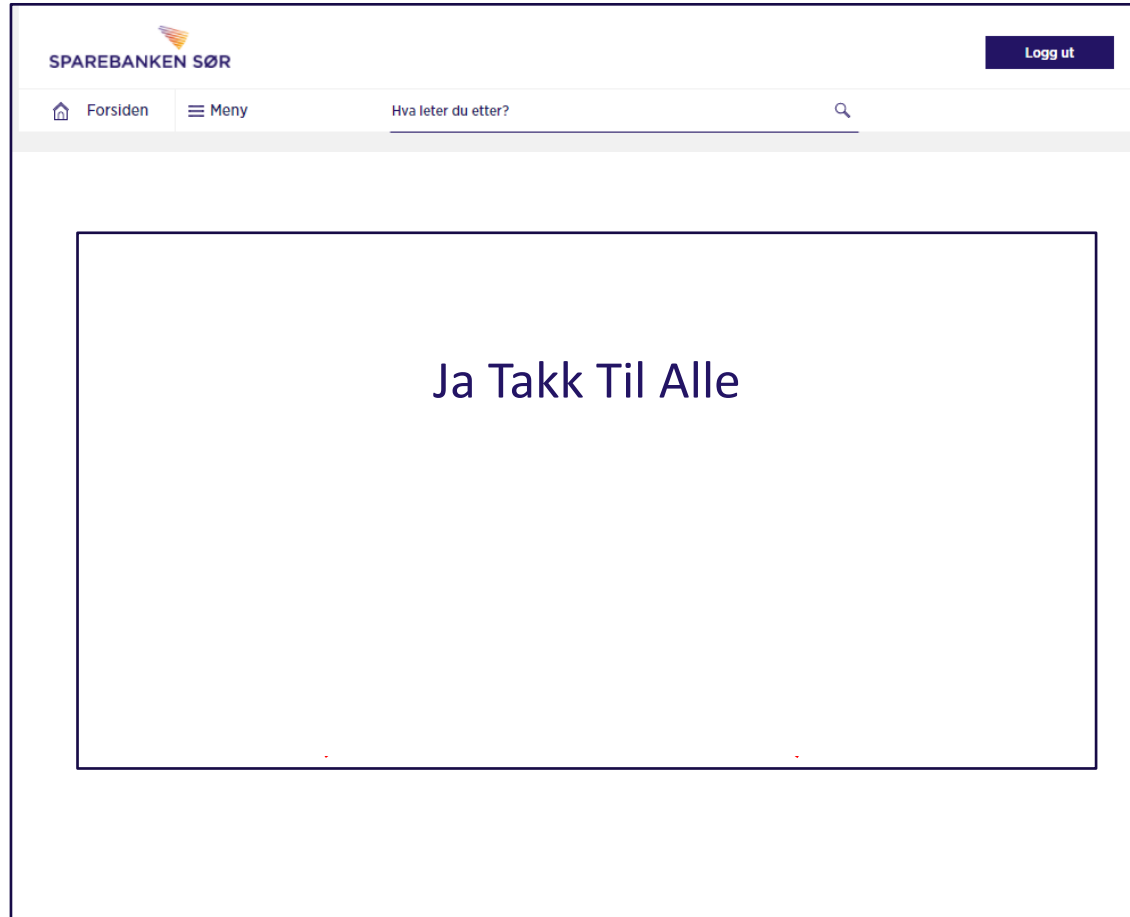 SPAREBANKEN SØR
Logg ut
Forsiden
Meny
Hva leter du etter?
Ja Takk Til Alle